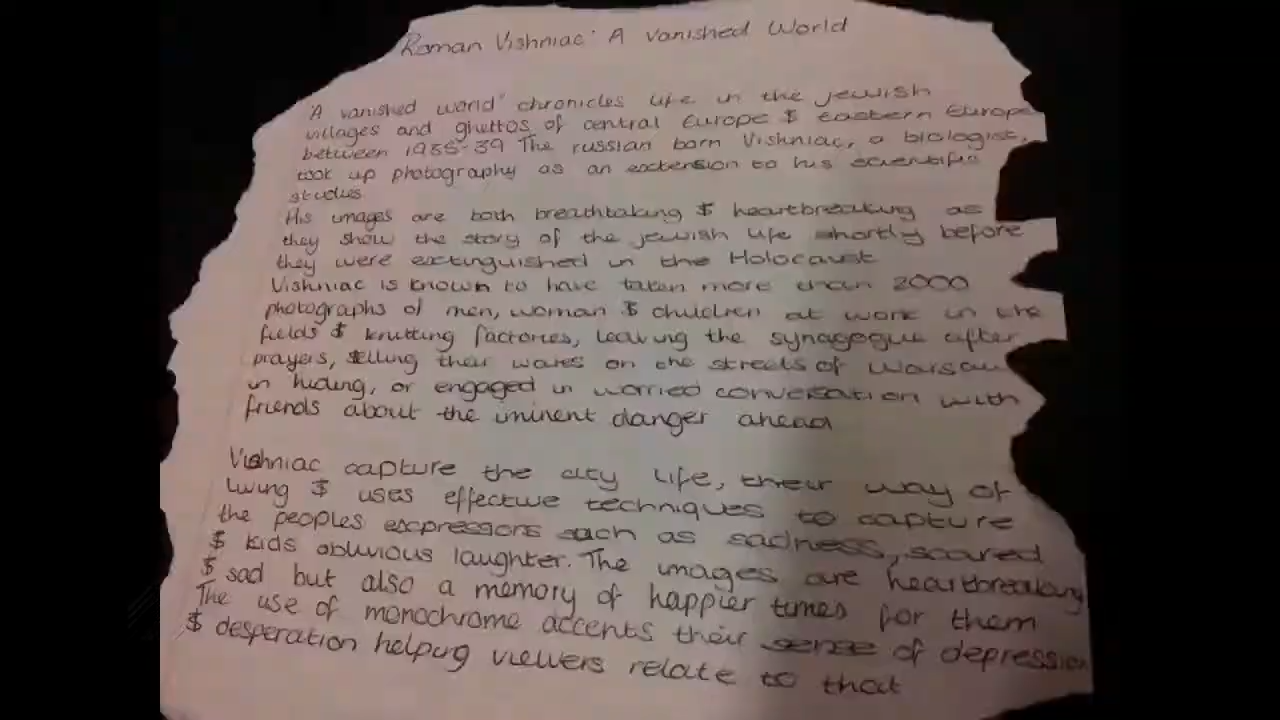 Roman Vishniac: A Vanished World
'A vanished world' chronicles life in the jewish
villages and ghettos of central Europe $ eastern Europe
between 1935-39 The russian born Vishniac, a biologist,
took up photography as an extension to his scientific
studies
His images are both breathtaking $ heartbreaking as
they show the story of the jewish life shortly before
they were extinguished in the Holocaust
Vishniac is known to have taken more than 2000
photographs of men, woman $ children at work in the
fields $ knitting factories, leaving the synagogue after
prayers, selling their wares on the streets of Warsaw
in hiding, or engaged in worried conversation with
friends about the iminent danger ahead
Vishniac capture the city life, their way of
living $ uses effective techniques to capture
the peoples expressions such as sadness, scared
$ kids oblivious laughter. The images are heartbreaking
$ sad but also a memory of happier times for them
The use of monochrome accents their sense of depression
$ desperation helping viewers relate to that